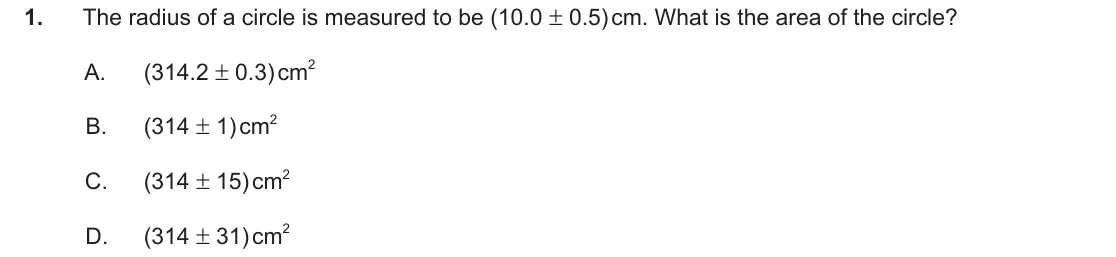 1. The radius of a circle is measured to be (10.0 ± 0.5) cm. What is the area of the circle?
A. (314.2 ± 0.3) cm²
B. (314 ± 1) cm²
C. (314 ± 15) cm²
D. (314 ± 31) cm²